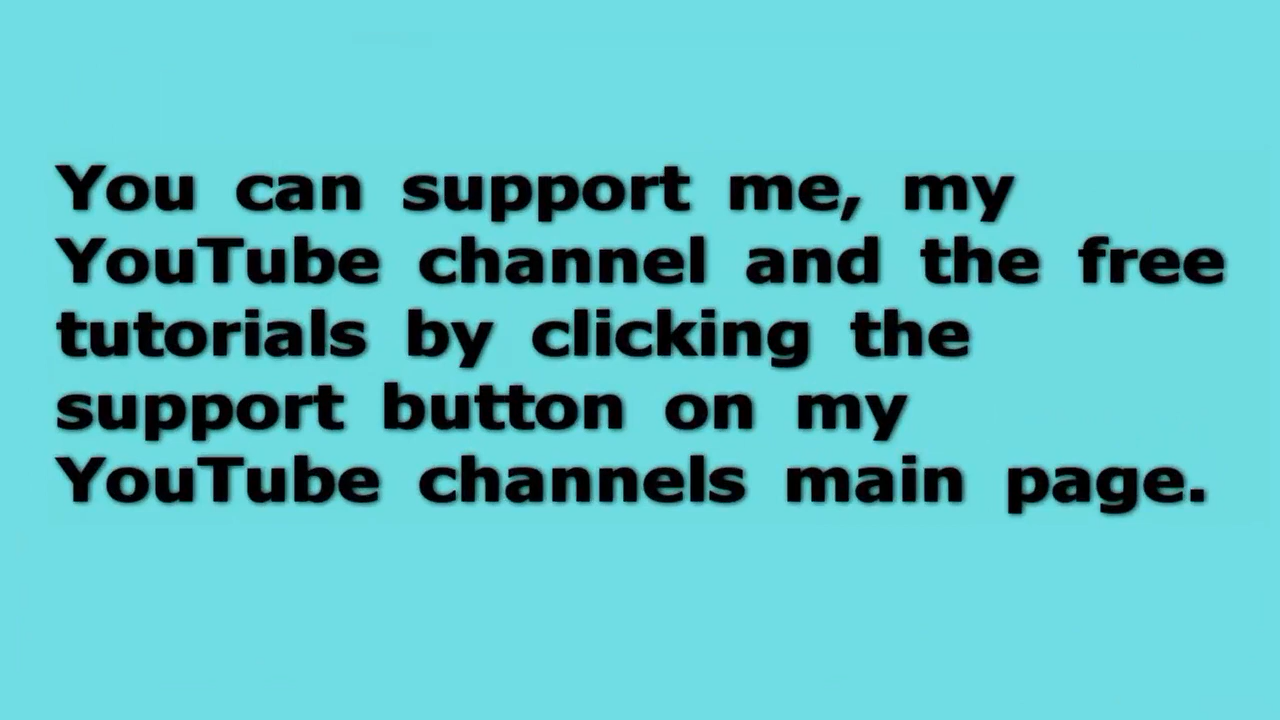 You can support me, my
YouTube channel and the free
tutorials by clicking the
support button on my
YouTube channels main page.